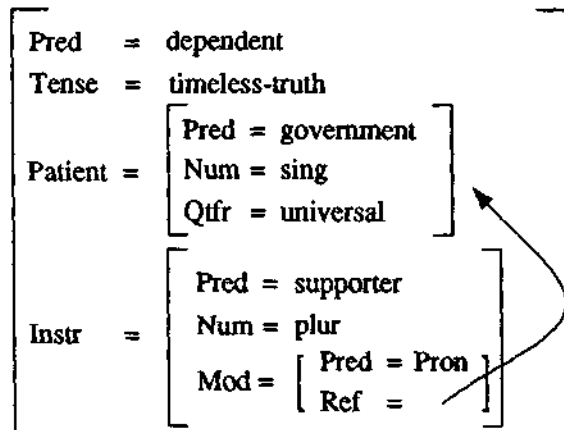 Pred = dependent
Tense = timeless-truth
Pred = government
Patient = Num = sing
Qtfr = universal
Pred = supporter
Instr = Num = plur
Mod = Pred = Pron
Ref =